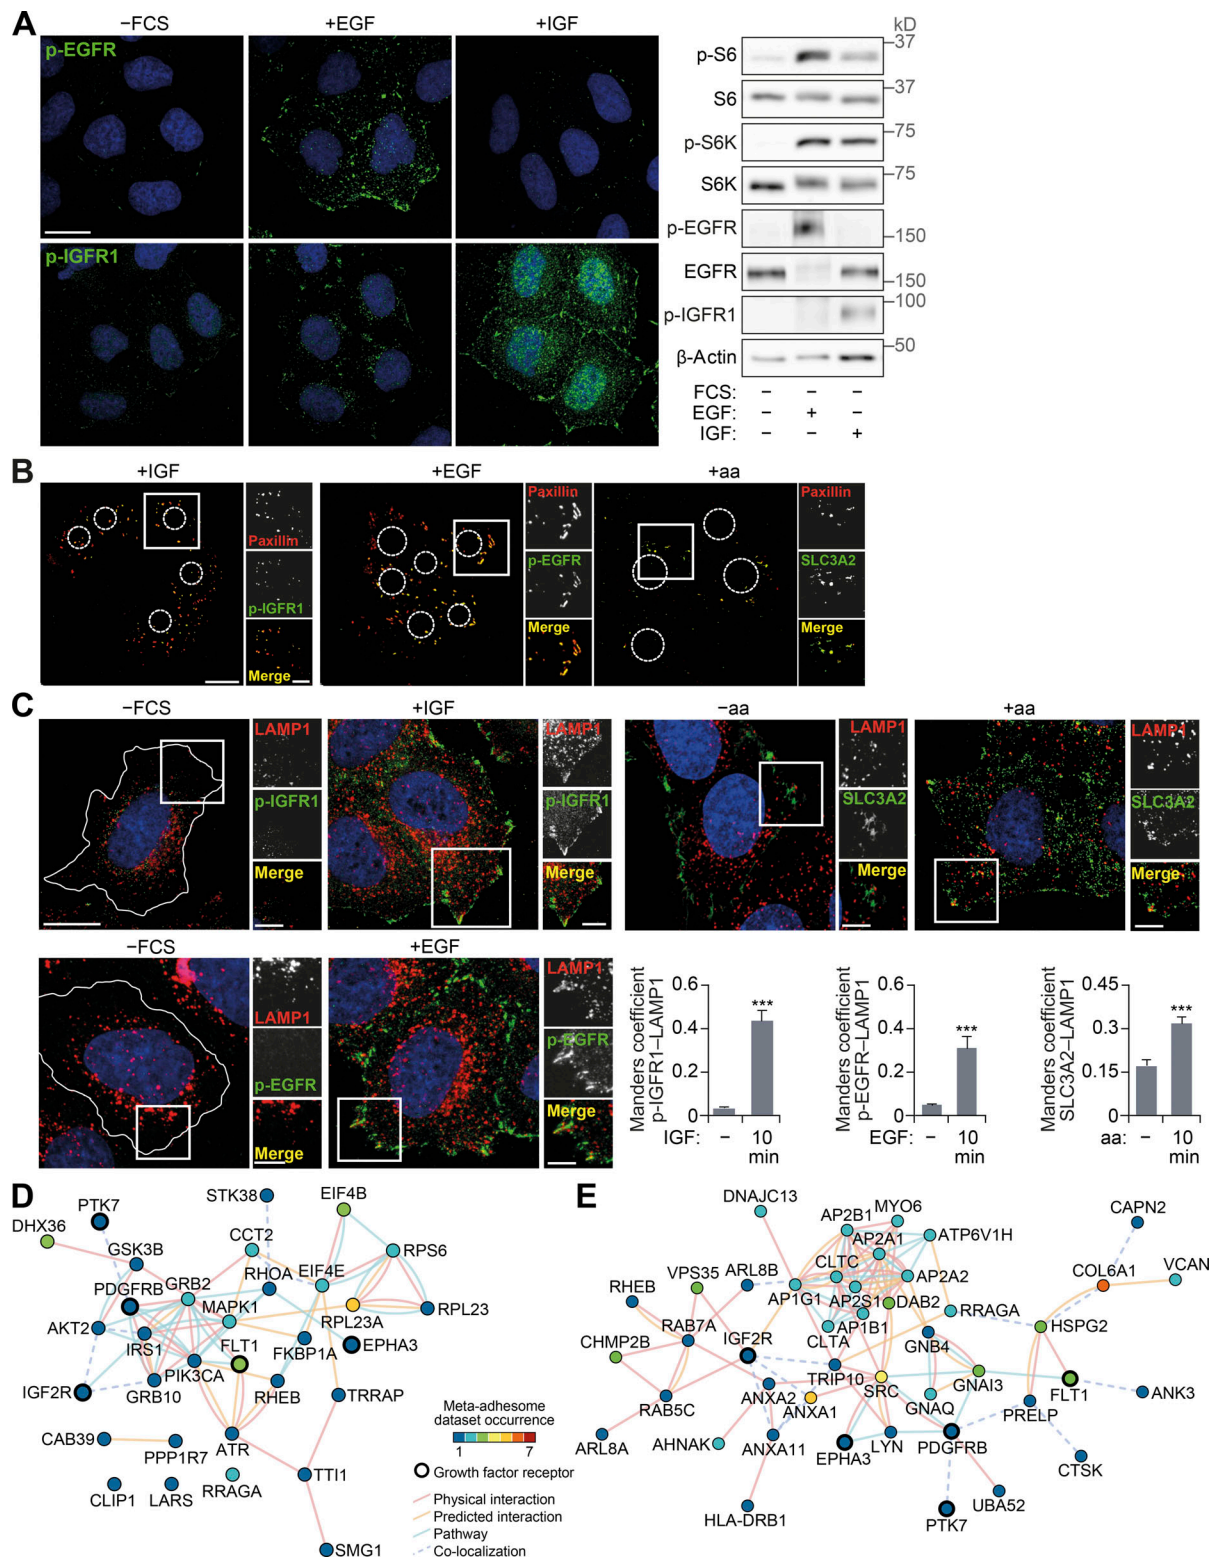 A
−FCS
+EGF
+IGF
p-EGFR
p-IGFR1
kD
p-S6
37
S6
37
p-S6K
75
S6K
75
p-EGFR
150
EGFR
150
p-IGFR1
100
β-Actin
50
FCS: − − −
EGF: − + −
IGF: − − +
B
+IGF
+EGF
+aa
Paxillin
p-IGFR1
Merge
Paxillin
p-EGFR
Merge
Paxillin
SLC3A2
Merge
C
−FCS
+IGF
−aa
+aa
LAMP1
p-IGFR1
Merge
LAMP1
p-IGFR1
Merge
LAMP1
SLC3A2
Merge
LAMP1
SLC3A2
Merge
−FCS
+EGF
LAMP1
p-EGFR
Merge
LAMP1
p-EGFR
Merge
Manders coefficient
p-IGFR1–LAMP1
0.6
0.4
0.2
0
***
IGF: − 10
min
Manders coefficient
p-EGFR–LAMP1
0.6
0.4
0.2
0
***
EGF: − 10
min
Manders coefficient
SLC3A2–LAMP1
0.45
0.3
0.15
0
***
aa: − 10
min
D
PTK7
STK38
EIF4B
DHX36
GSK3B
CCT2
RPS6
PDGFRB
GRB2
RHOA
EIF4E
MAPK1
RPL23
AKT2
IRS1
FLT1
FKBP1A
RPL23A
EPHA3
PIK3CA
IGF2R
GRB10
RHEB
TRRAP
CAB39
PPP1R7
ATR
CLIP1
LARS
RRAGA
TTI1
SMG1
Meta-adhesome
dataset occurrence
1 7
Growth factor receptor
Physical interaction
Predicted interaction
Pathway
Co-localization
E
DNAJC13
AP2B1
MYO6
CAPN2
AP2A1
ATP6V1H
VPS35
ARL8B
CLTC
AP2A2
COL6A1
VCAN
RHEB
AP1G1
AP2S1
DAB2
RRAGA
RAB7A
IGF2R
CLTA
AP1B1
HSPG2
CHMP2B
GNB4
TRIP10
SRC
GNAI3
RAB5C
ANXA2
ANXA1
GNAQ
FLT1
ANK3
PRELP
ARL8A
AHNAK
ANXA11
EPHA3
LYN
PDGFRB
CTSK
HLA-DRB1
UBA52
PTK7